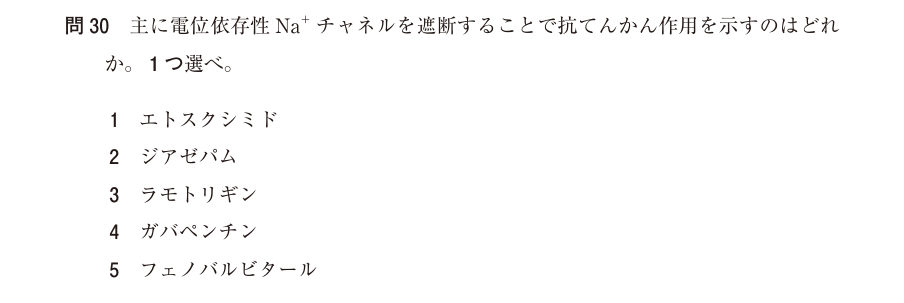 問 30　主に電位依存性 Na⁺ チャネルを遮断することで抗てんかん作用を示すのはどれ
か。1つ選べ。
1　エトスクシミド
2　ジアゼパム
3　ラモトリギン
4　ガバペンチン
5　フェノバルビタール